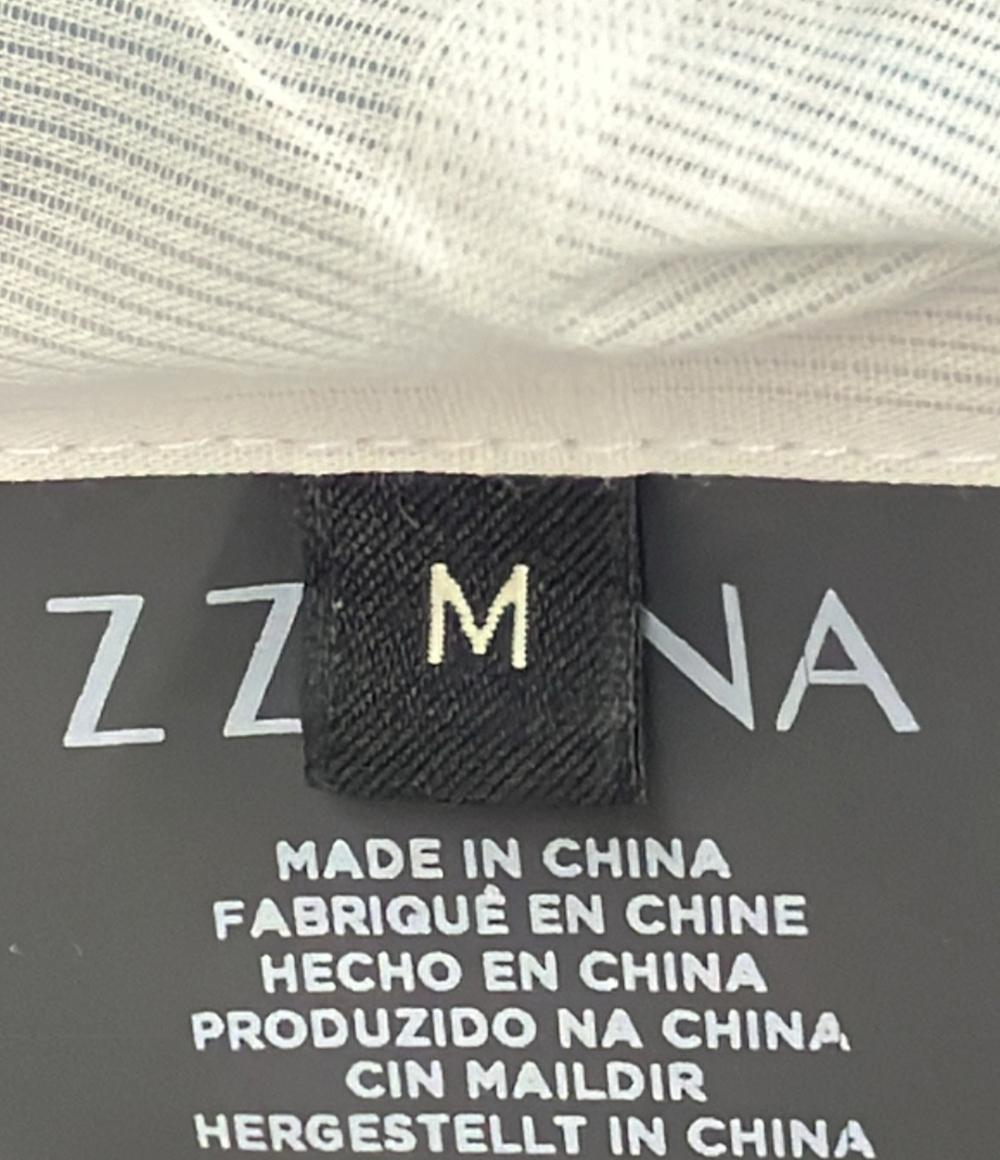 ZZ NA
M
MADE IN CHINA
FABRIQUÊ EN CHINE
HECHO EN CHINA
PRODUZIDO NA CHINA
CIN MAILDIR
HERGESTELLT IN CHINA